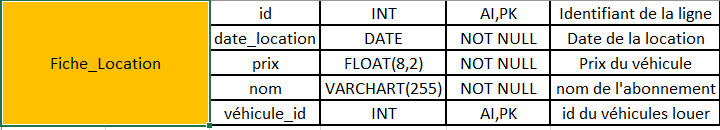 Fiche_Location
id INT AI,PK Identifiant de la ligne
date_location DATE NOT NULL Date de la location
prix FLOAT(8,2) NOT NULL Prix du véhicule
nom VARCHART(255) NOT NULL nom de l'abonnement
véhicule_id INT AI,PK id du véhicules louer